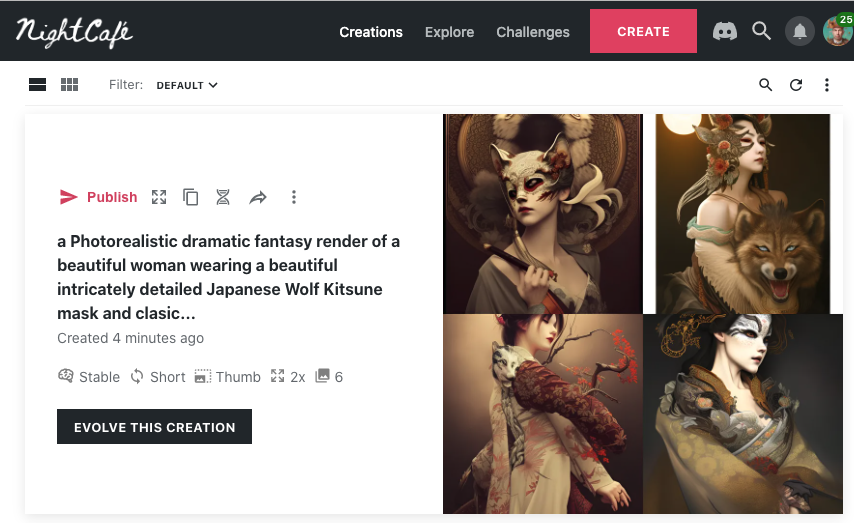 NightCafé
Creations Explore Challenges CREATE 25
Filter: DEFAULT
Publish
a Photorealistic dramatic fantasy render of a
beautiful woman wearing a beautiful
intricately detailed Japanese Wolf Kitsune
mask and clasic...
Created 4 minutes ago
Stable Short Thumb 2x 6
EVOLVE THIS CREATION